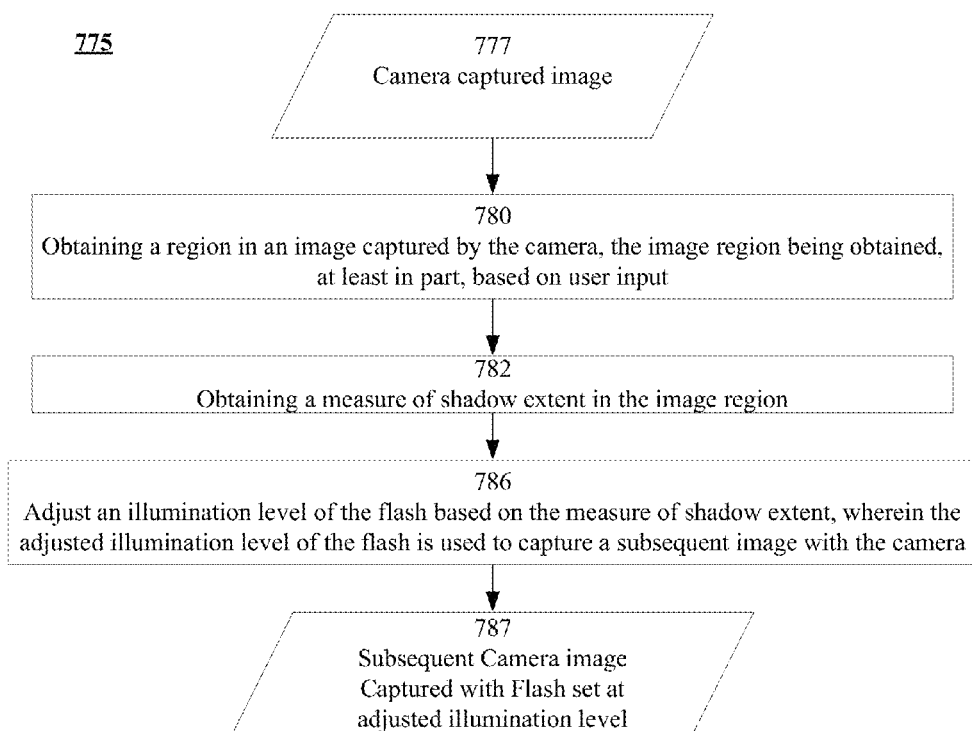 775
777
Camera captured image
780
Obtaining a region in an image captured by the camera, the image region being obtained,
at least in part, based on user input
782
Obtaining a measure of shadow extent in the image region
786
Adjust an illumination level of the flash based on the measure of shadow extent, wherein the
adjusted illumination level of the flash is used to capture a subsequent image with the camera
787
Subsequent Camera image
Captured with Flash set at
adjusted illumination level